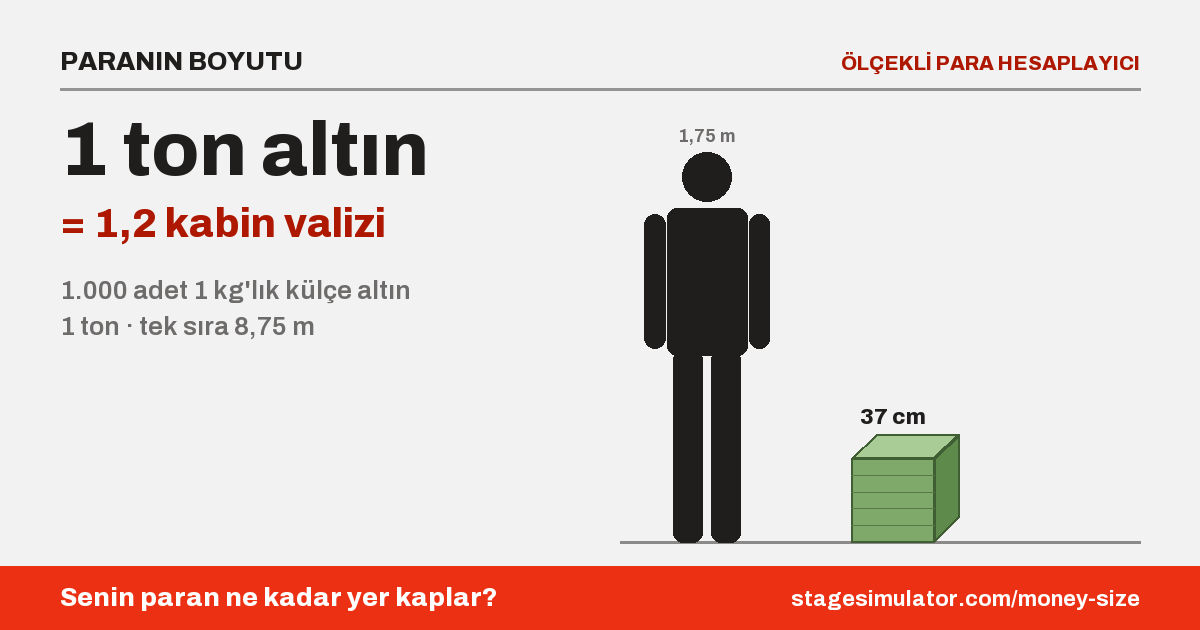 PARANIN BOYUTU
ÖLÇEKLİ PARA HESAPLAYICI
1 ton altın
= 1,2 kabin valizi
1.000 adet 1 kg'lık külçe altın
1 ton · tek sıra 8,75 m
1,75 m
37 cm
Senin paran ne kadar yer kaplar?
stagesimulator.com/money-size